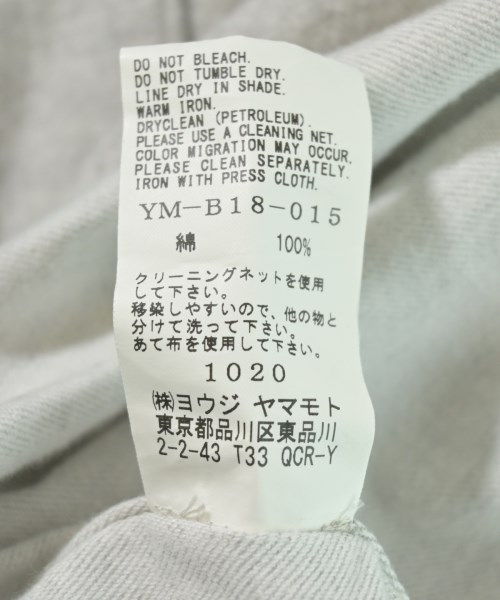 DO NOT BLEACH.
DO NOT TUMBLE DRY.
LINE DRY IN SHADE.
WARM IRON.
DRYCLEAN (PETROLEUM).
PLEASE USE A CLEANING NET.
COLOR MIGRATION MAY OCCUR.
PLEASE CLEAN SEPARATELY.
IRON WITH PRESS CLOTH.
YM-B18-015
綿 100%
クリーニングネットを使用
して下さい。
移染しやすいので、他の物と
分けて洗って下さい。
あて布を使用して下さい。
1020
㈱ヨウジ ヤマモト
東京都品川区東品川
2-2-43 T33 QCR-Y